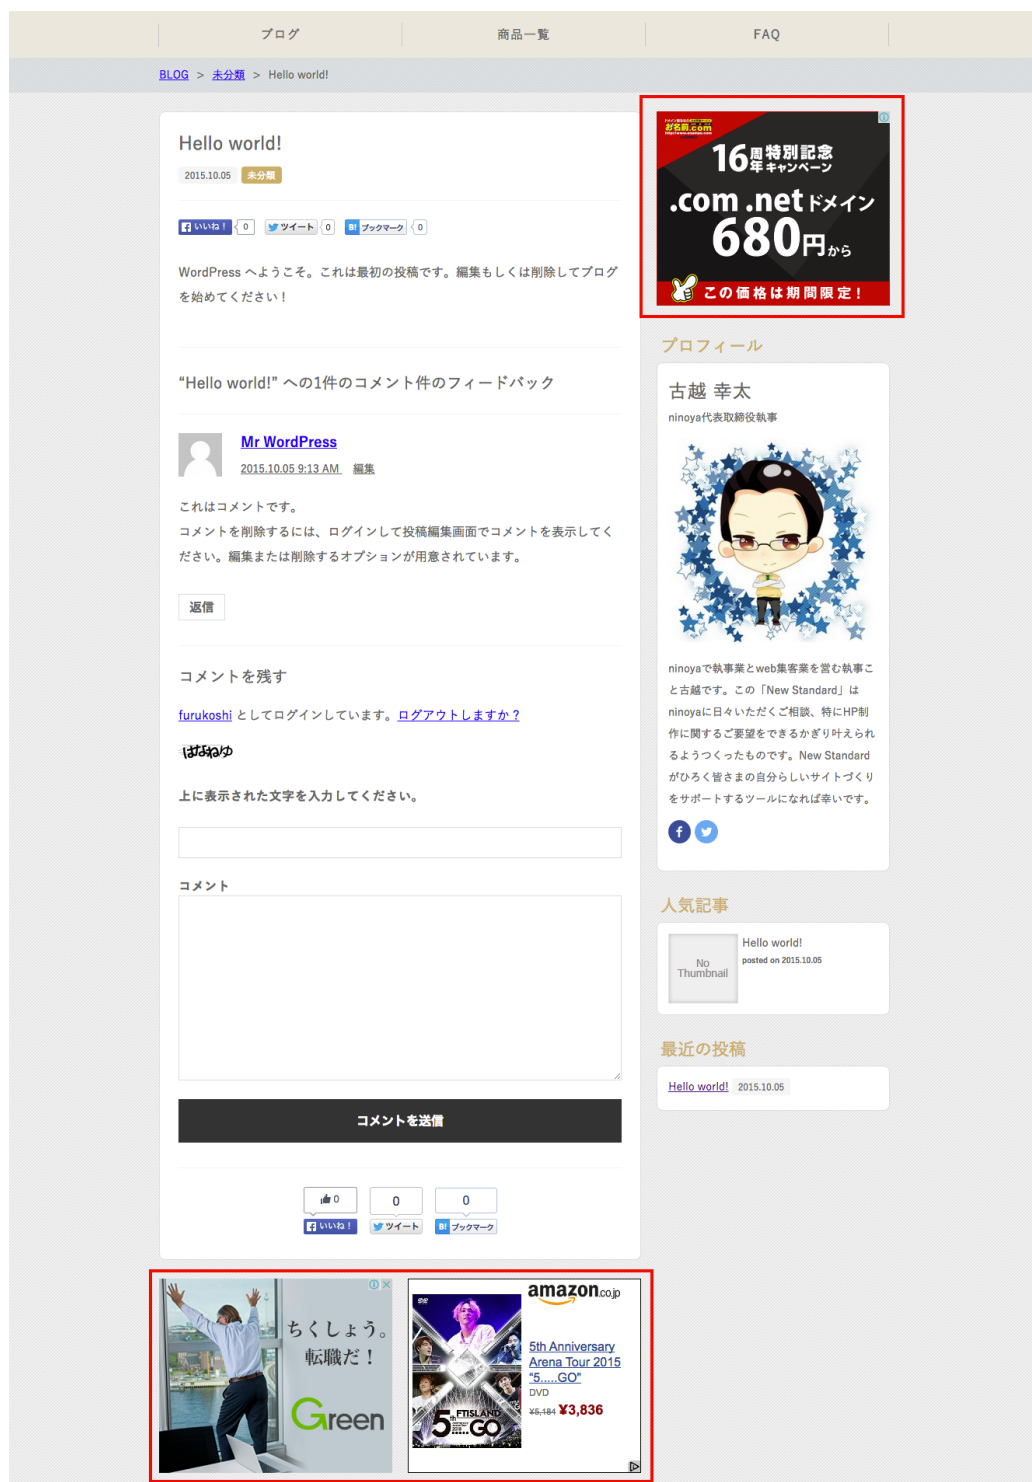 ブログ
商品一覧
FAQ
BLOG > 未分類 > Hello world!
Hello world!
2015.10.05 未分類
いいね！ 0 ツイート 0 B! ブックマーク 0
WordPress へようこそ。これは最初の投稿です。編集もしくは削除してブログ
を始めてください！
“Hello world!” への1件のコメント件のフィードバック
Mr WordPress
2015.10.05 9:13 AM 編集
これはコメントです。
コメントを削除するには、ログインして投稿編集画面でコメントを表示してく
ださい。編集または削除するオプションが用意されています。
返信
コメントを残す
furukoshi としてログインしています。ログアウトしますか？
はなねゆ
上に表示された文字を入力してください。
コメント
コメントを送信
0 0 0
いいね！ ツイート B! ブックマーク
お名前.com
16周年特別記念キャンペーン
.com .net ドメイン
680円から
この価格は期間限定！
プロフィール
古越 幸太
ninoya代表取締役執事
ninoyaで執事業とweb集客業を営む執事こ
と古越です。この「New Standard」は
ninoyaに日々いただくご相談、特にHP制
作に関するご要望をできるかぎり叶えられ
るようつくったものです。New Standard
がひろく皆さまの自分らしいサイトづくり
をサポートするツールになれば幸いです。
人気記事
No
Thumbnail
Hello world!
posted on 2015.10.05
最近の投稿
Hello world! 2015.10.05
ちくしょう。
転職だ！
Green
amazon.co.jp
5th Anniversary
Arena Tour 2015
"5.....GO"
DVD
¥5,184 ¥3,836
FTISLAND
5.....GO